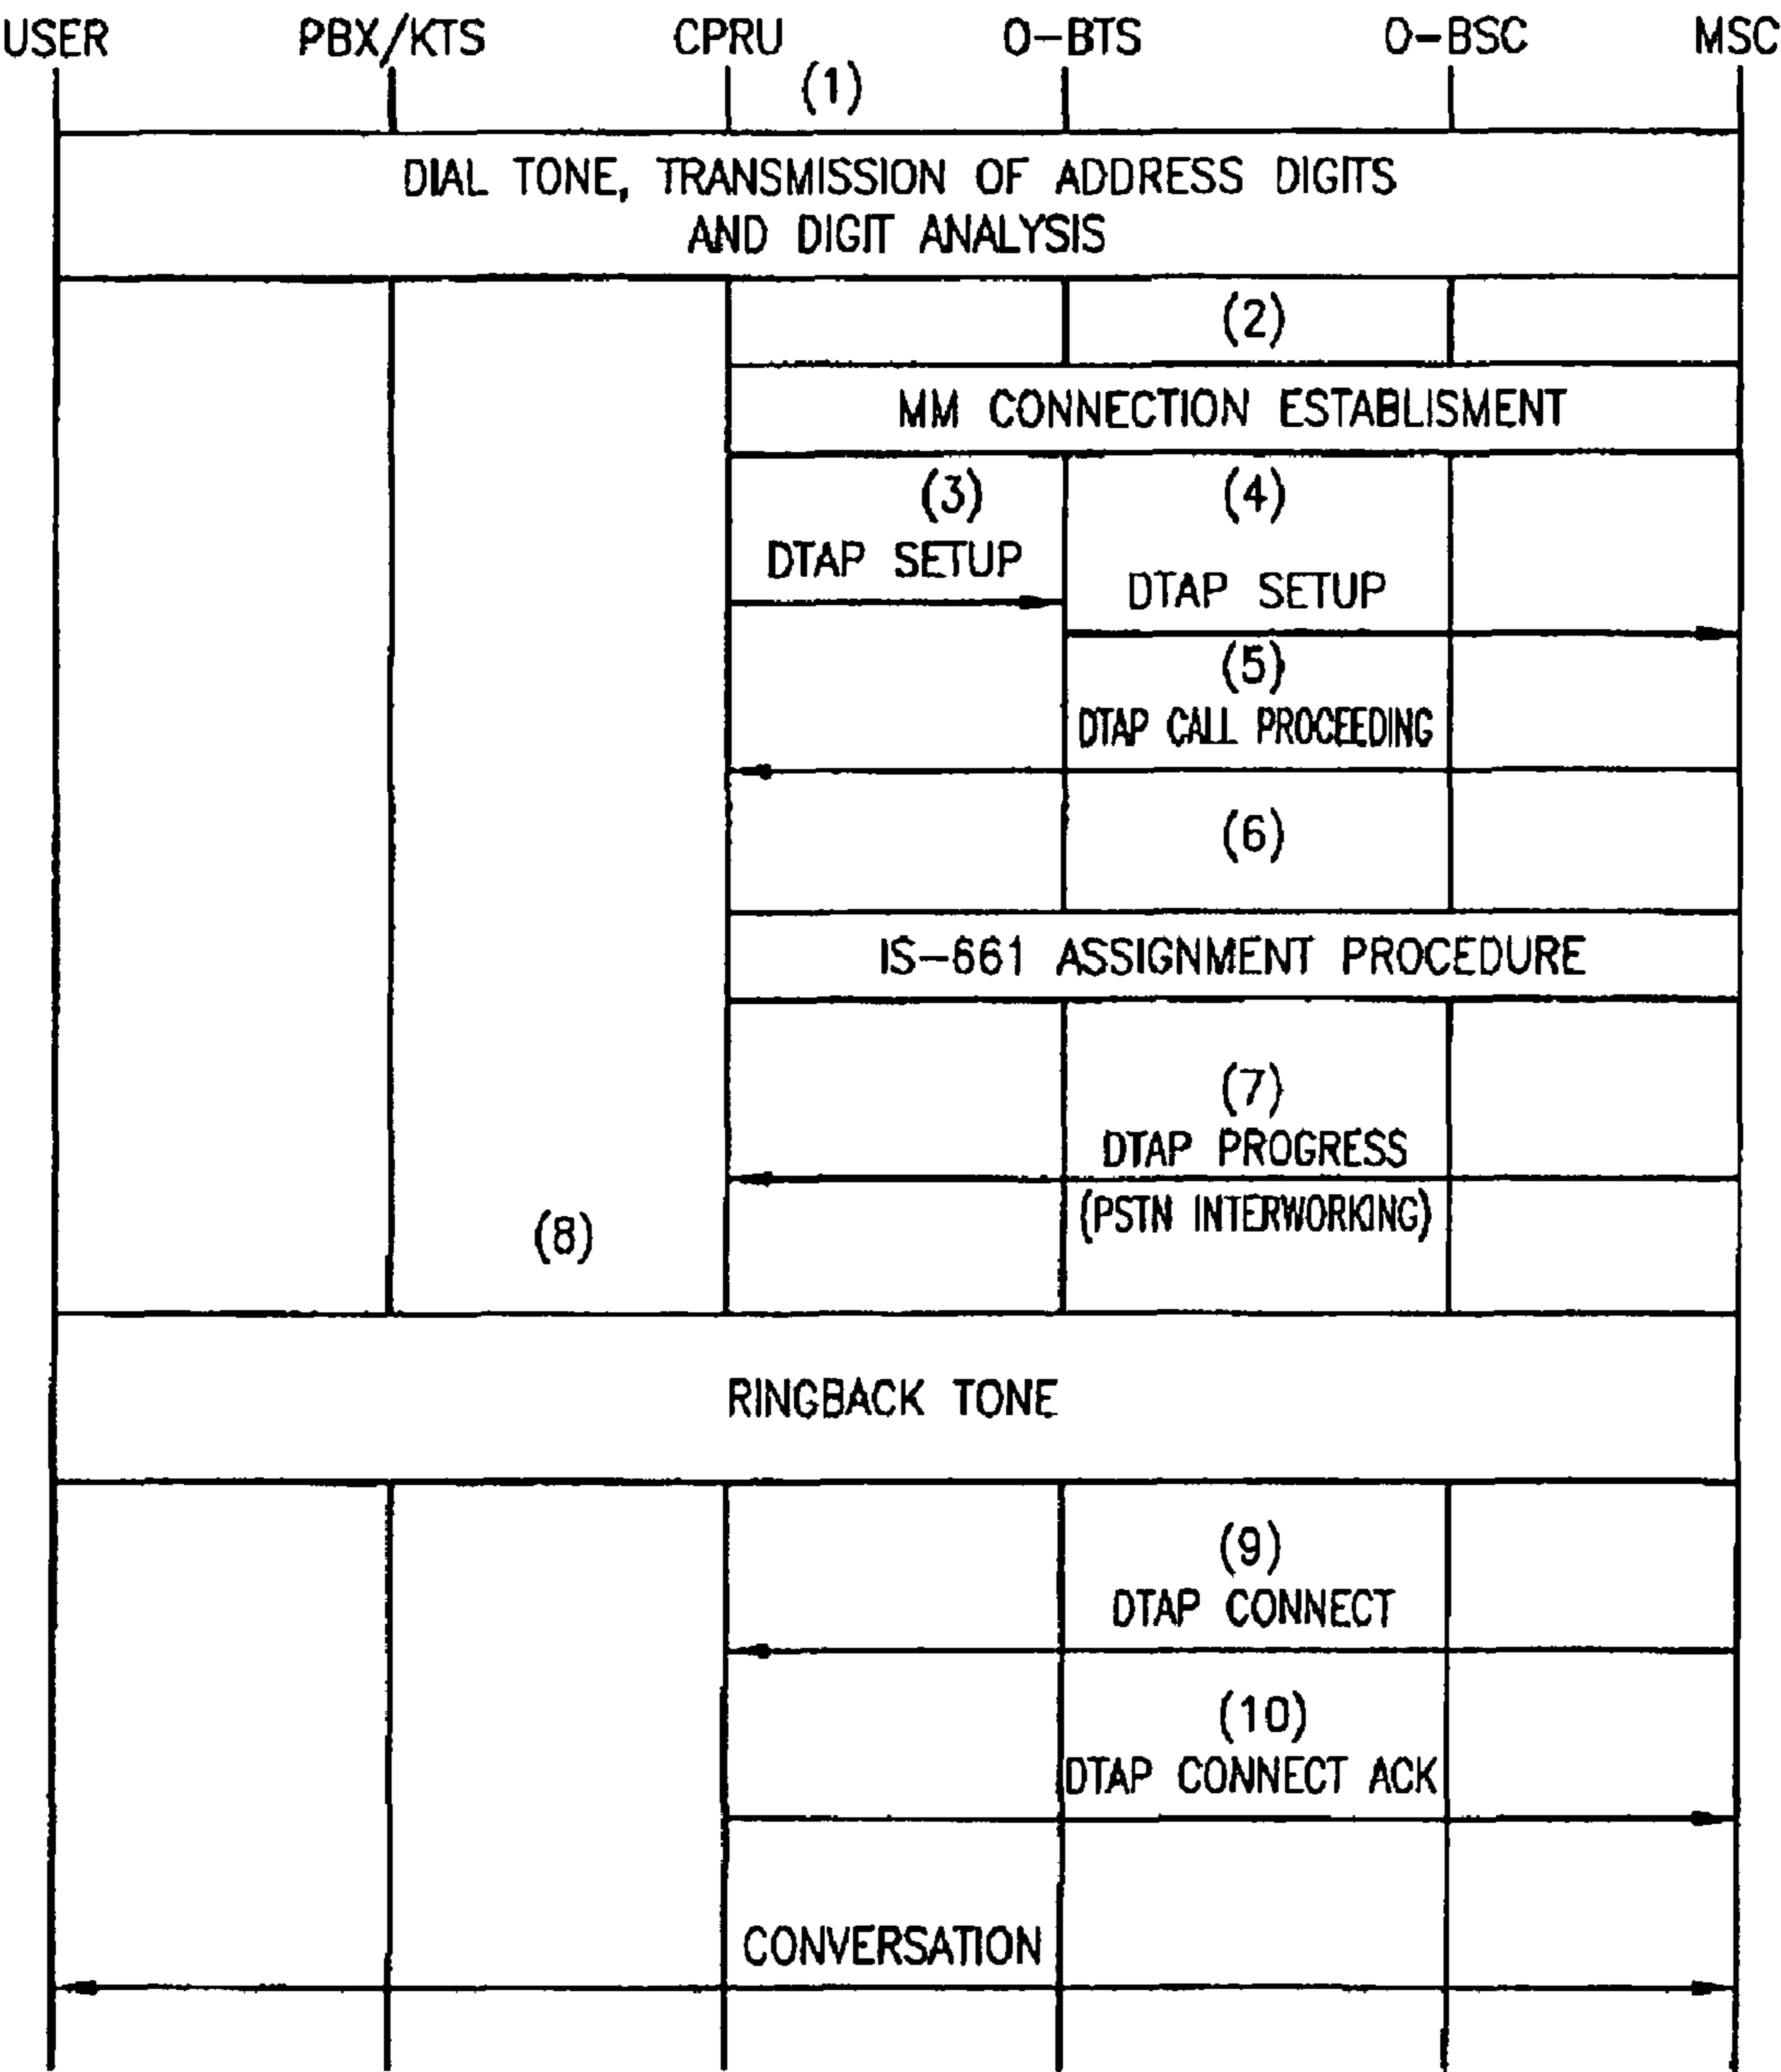 USER PBX/KTS CPRU O-BTS O-BSC MSC
(1)
DIAL TONE, TRANSMISSION OF ADDRESS DIGITS
AND DIGIT ANALYSIS
(2)
MM CONNECTION ESTABLISMENT
(3) (4)
DTAP SETUP
DTAP SETUP
(5)
DTAP CALL PROCEEDING
(6)
IS-661 ASSIGNMENT PROCEDURE
(7)
DTAP PROGRESS
(PSTN INTERWORKING)
(8)
RINGBACK TONE
(9)
DTAP CONNECT
(10)
DTAP CONNECT ACK
CONVERSATION